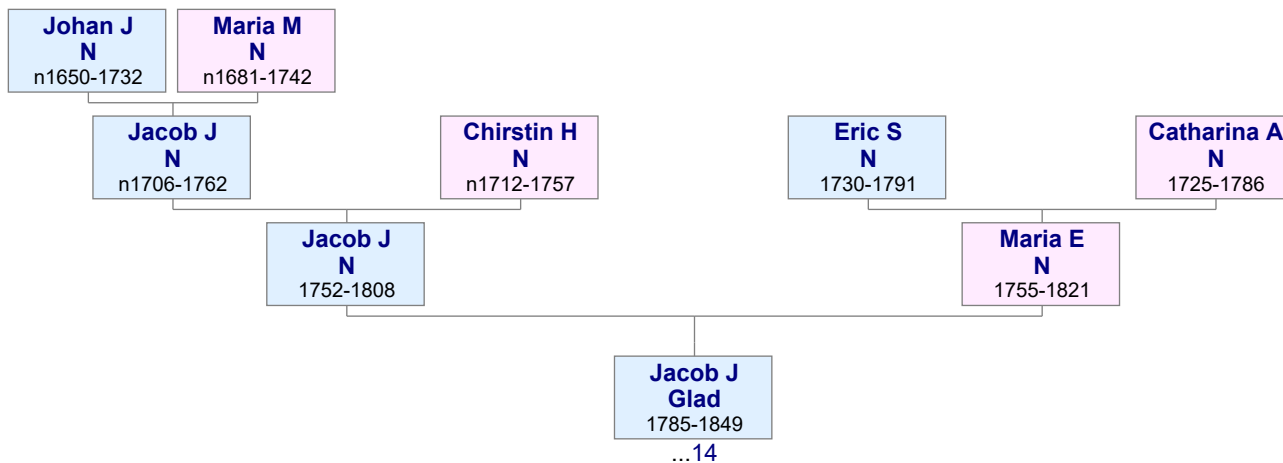 Johan J
N
n1650-1732
Maria M
N
n1681-1742
Jacob J
N
n1706-1762
Chirstin H
N
n1712-1757
Eric S
N
1730-1791
Catharina A
N
1725-1786
Jacob J
N
1752-1808
Maria E
N
1755-1821
Jacob J
Glad
1785-1849
...14